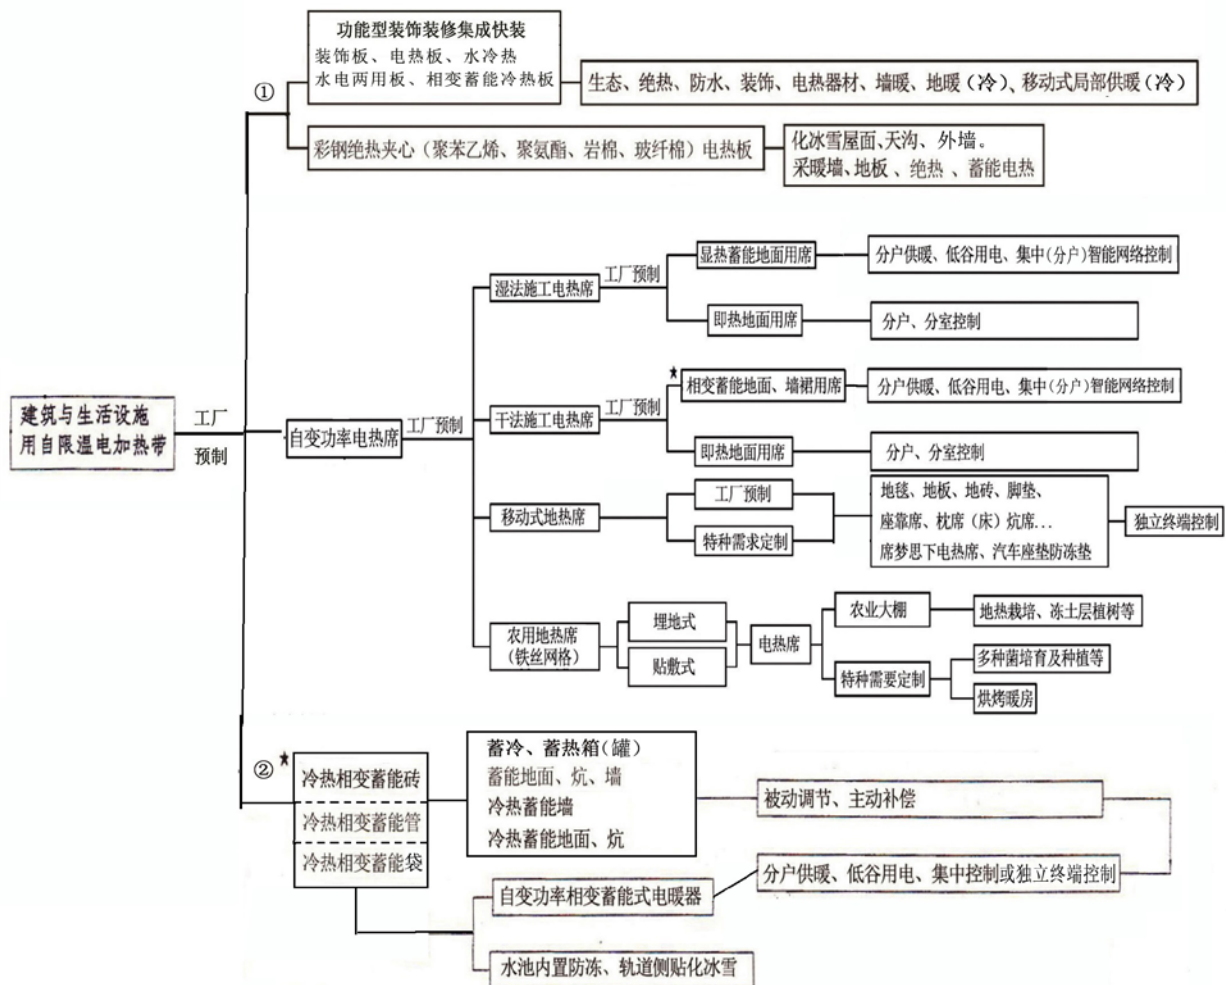 功能型装饰装修集成快装
装饰板、电热板、水冷热
水电两用板、相变蓄能冷热板
①
生态、绝热、防水、装饰、电热器材、墙暖、地暖(冷)、移动式局部供暖(冷)
彩钢绝热夹心（聚苯乙烯、聚氨酯、岩棉、玻纤棉）电热板
化冰雪屋面、天沟、外墙。
采暖墙、地板、绝热、蓄能电热
建筑与生活设施
用自限温电加热带
工厂
预制
自变功率电热席
工厂预制
湿法施工电热席
工厂预制
显热蓄能地面用席
分户供暖、低谷用电、集中(分户)智能网络控制
即热地面用席
分户、分室控制
干法施工电热席
工厂预制
★
相变蓄能地面、墙裙用席
分户供暖、低谷用电、集中(分户)智能网络控制
即热地面用席
分户、分室控制
移动式地热席
工厂预制
特种需求定制
地毯、地板、地砖、脚垫、
座靠席、枕席（床）炕席...
席梦思下电热席、汽车座垫防冻垫
独立终端控制
农用地热席
（铁丝网格）
埋地式
贴敷式
电热席
农业大棚
地热栽培、冻土层植树等
特种需要定制
多种菌培育及种植等
烘烤暖房
②
★
冷热相变蓄能砖
冷热相变蓄能管
冷热相变蓄能袋
蓄冷、蓄热箱(罐)
蓄能地面、炕、墙
冷热蓄能墙
冷热蓄能地面、炕
被动调节、主动补偿
自变功率相变蓄能式电暖器
分户供暖、低谷用电、集中控制或独立终端控制
水池内置防冻、轨道侧贴化冰雪